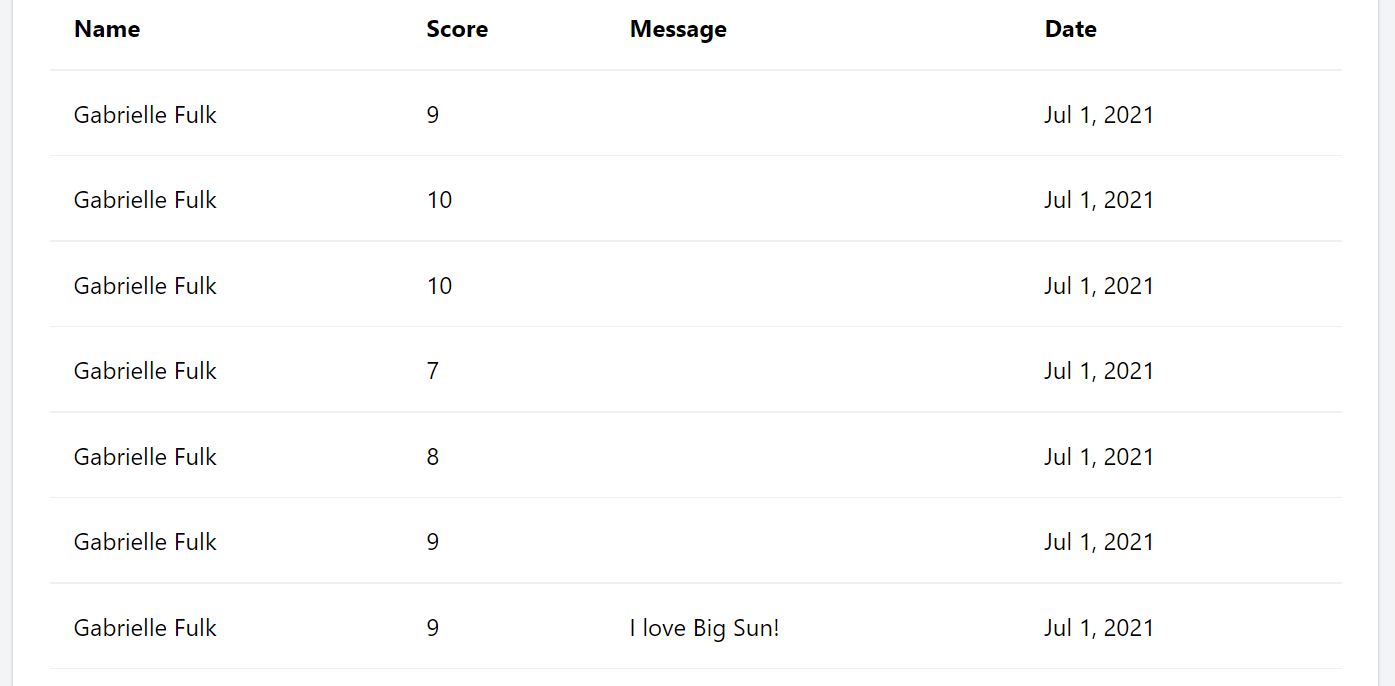 Name Score Message Date
Gabrielle Fulk 9 Jul 1, 2021
Gabrielle Fulk 10 Jul 1, 2021
Gabrielle Fulk 10 Jul 1, 2021
Gabrielle Fulk 7 Jul 1, 2021
Gabrielle Fulk 8 Jul 1, 2021
Gabrielle Fulk 9 Jul 1, 2021
Gabrielle Fulk 9 I love Big Sun! Jul 1, 2021